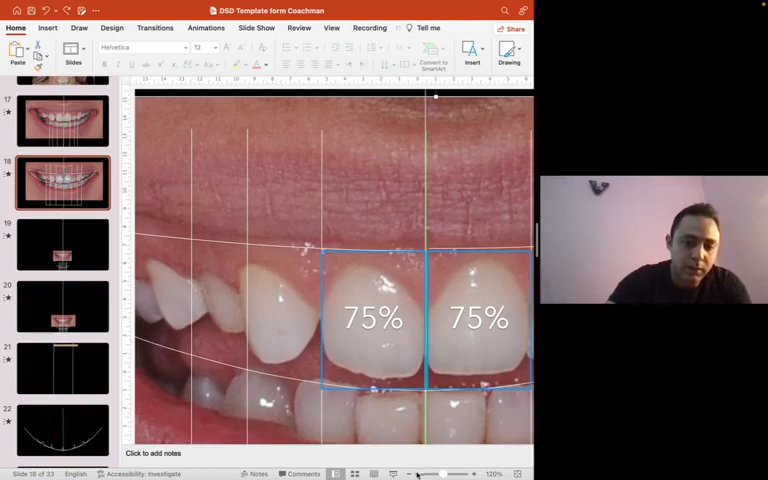 DSD Template form Coachman
Home Insert Draw Design Transitions Animations Slide Show Review View Recording Tell me Share
Helvetica 12
Paste Slides Convert to SmartArt Insert Drawing
17
18
75% 75%
19
20
21
22
Click to add notes
Slide 18 of 33 English Accessibility: Investigate Notes Comments 120%